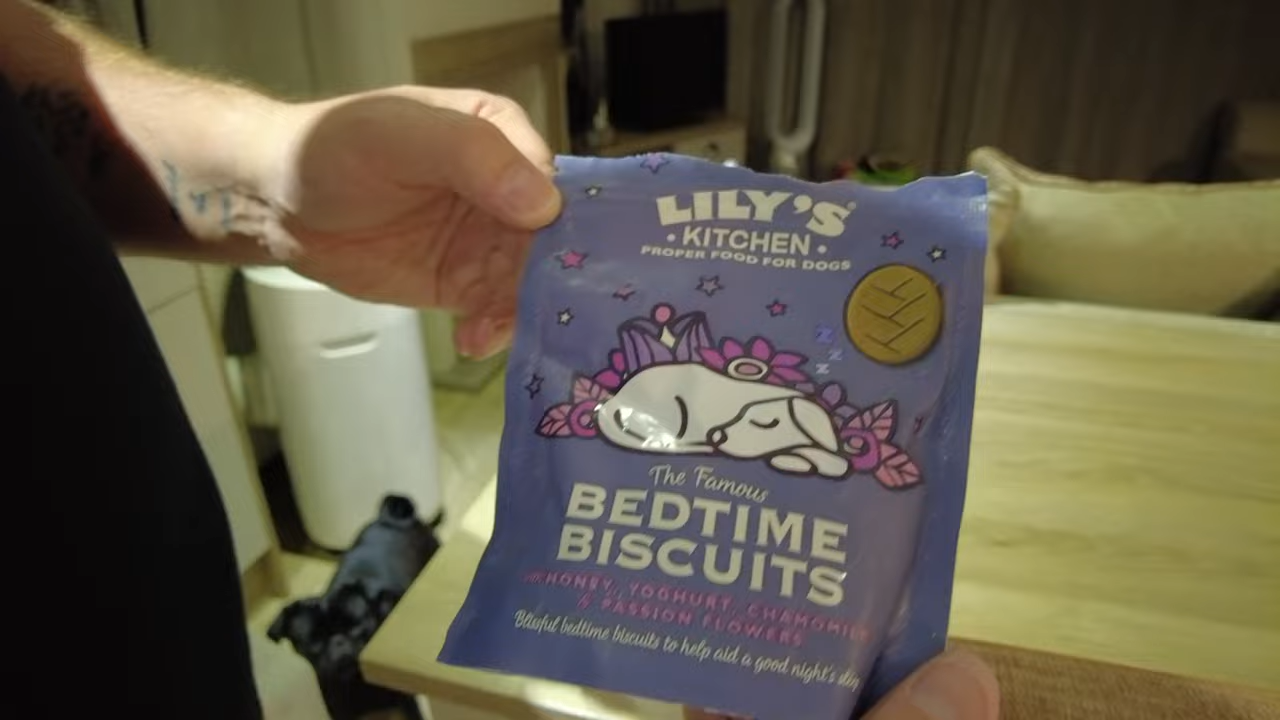 LILY'S
• KITCHEN •
PROPER FOOD FOR DOGS
z
z
z
The Famous
BEDTIME
BISCUITS
HONEY, YOGHURT, CHAMOMILE
& PASSION FLOWERS
Blissful bedtime biscuits to help aid a good night's sleep